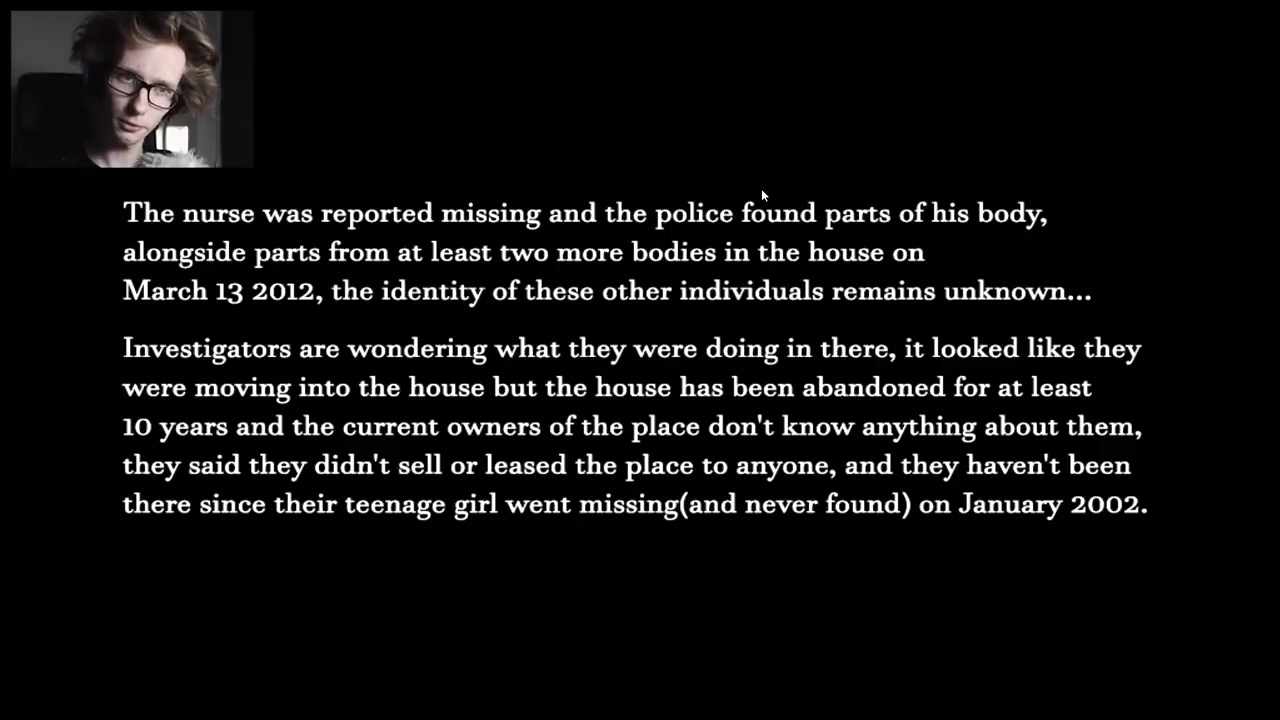 The nurse was reported missing and the police found parts of his body,
alongside parts from at least two more bodies in the house on
March 13 2012, the identity of these other individuals remains unknown...
Investigators are wondering what they were doing in there, it looked like they
were moving into the house but the house has been abandoned for at least
10 years and the current owners of the place don't know anything about them,
they said they didn't sell or leased the place to anyone, and they haven't been
there since their teenage girl went missing(and never found) on January 2002.